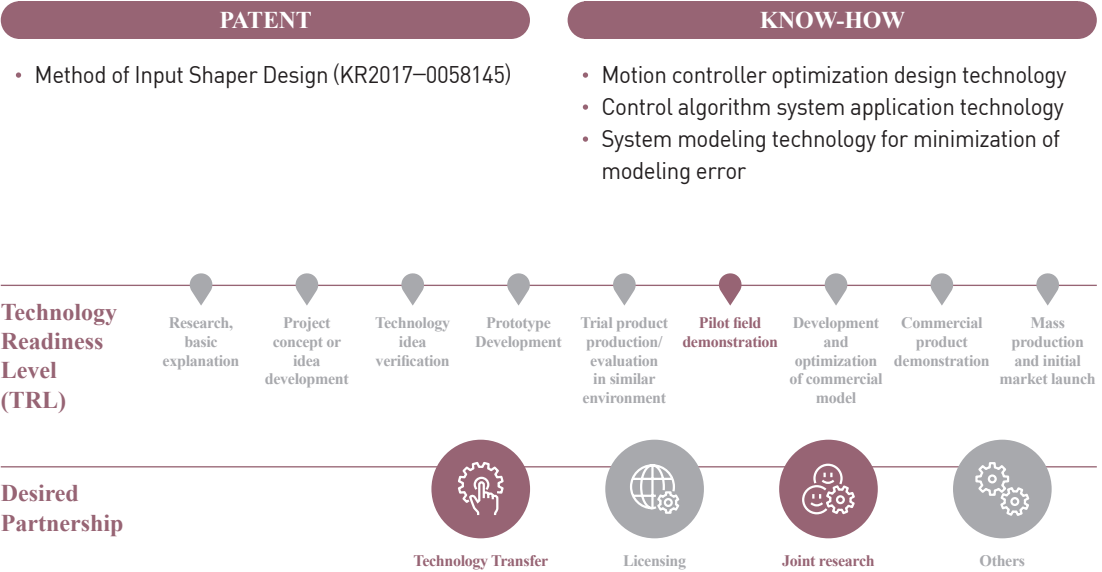 PATENT
• Method of Input Shaper Design (KR2017–0058145)
KNOW-HOW
• Motion controller optimization design technology
• Control algorithm system application technology
• System modeling technology for minimization of
modeling error
Technology
Readiness
Level
(TRL)
Research,
basic
explanation
Project
concept or
idea
development
Technology
idea
verification
Prototype
Development
Trial product
production/
evaluation
in similar
environment
Pilot field
demonstration
Development
and
optimization
of commercial
model
Commercial
product
demonstration
Mass
production
and initial
market launch
Desired
Partnership
Technology Transfer
Licensing
Joint research
Others